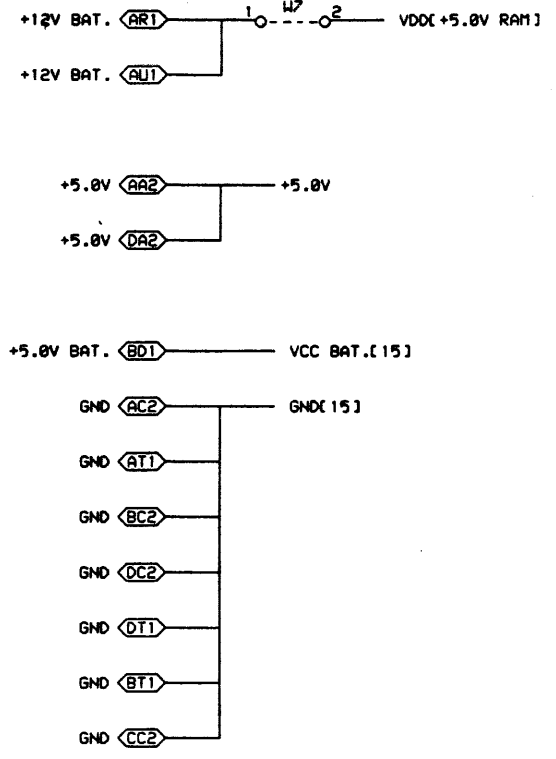 +12V BAT. AR1 1 W7 2 VDD[+5.0V RAM]
+12V BAT. AU1
+5.0V AA2 +5.0V
+5.0V DA2
+5.0V BAT. BD1 VCC BAT.[15]
GND AC2 GND[15]
GND AT1
GND BC2
GND DC2
GND DT1
GND BT1
GND CC2